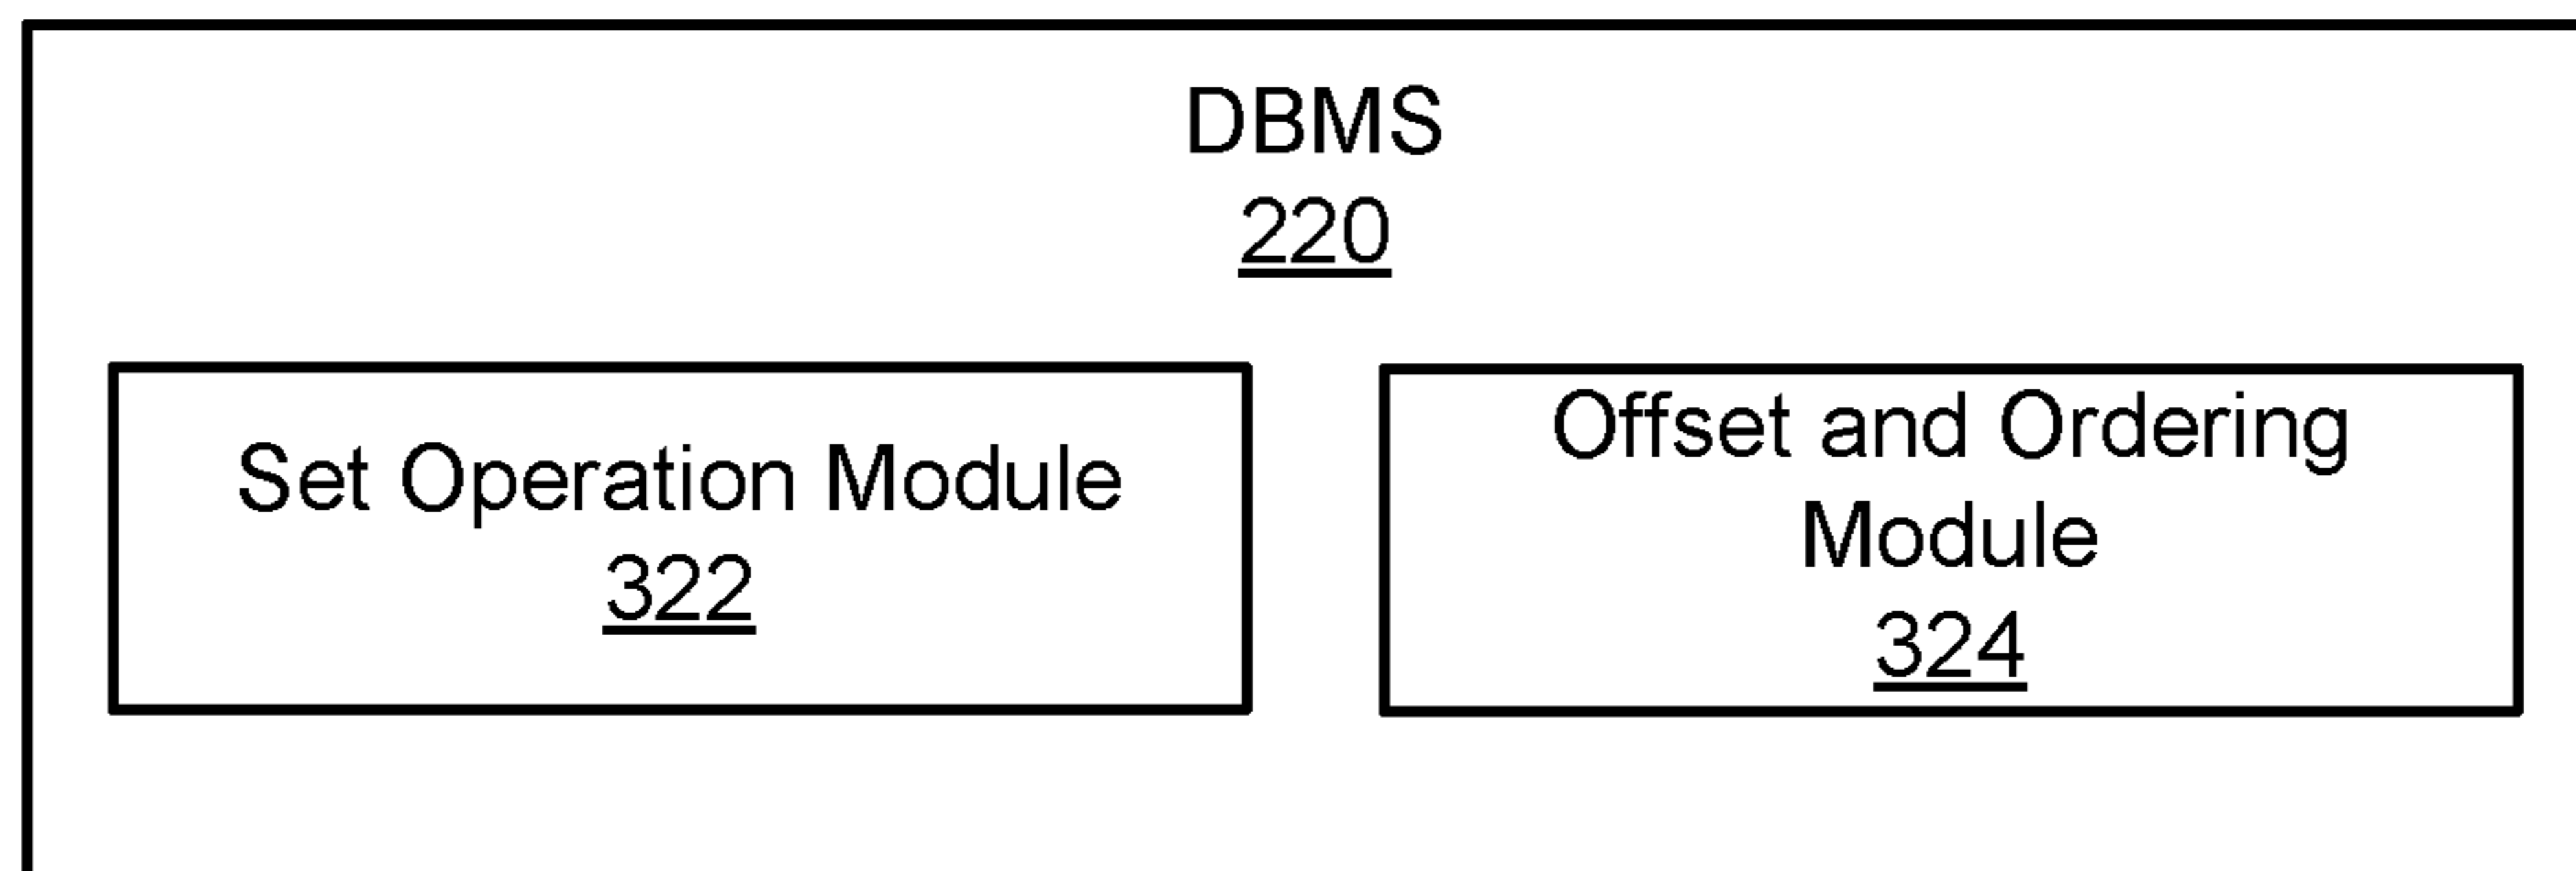 DBMS
220
Set Operation Module
322
Offset and Ordering
Module
324